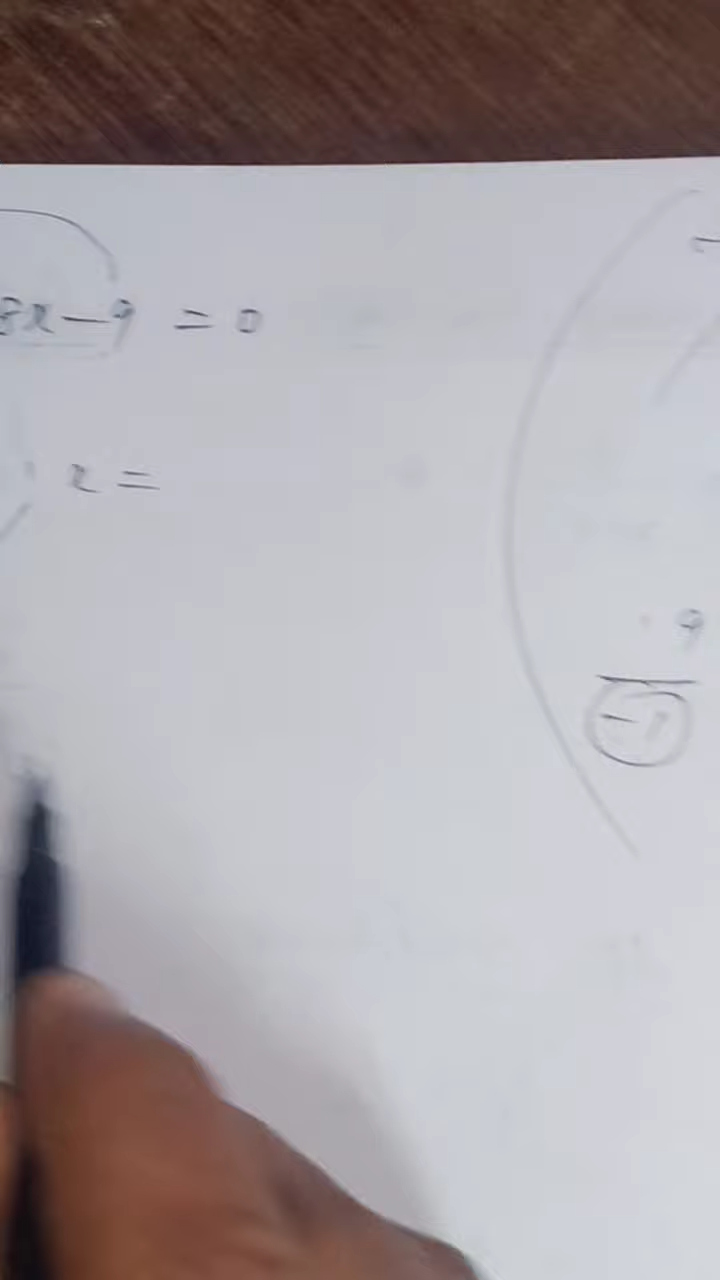 8x-9 = 0
x =
9
-1